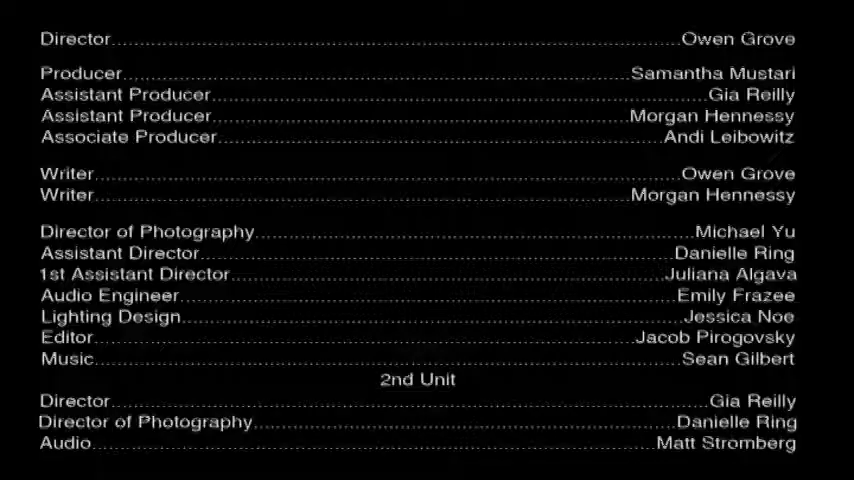 Director..................................................Owen Grove
Producer..................................................Samantha Mustari
Assistant Producer..................................................Gia Reilly
Assistant Producer..................................................Morgan Hennessy
Associate Producer..................................................Andi Leibowitz
Writer..................................................Owen Grove
Writer..................................................Morgan Hennessy
Director of Photography..................................................Michael Yu
Assistant Director..................................................Danielle Ring
1st Assistant Director..................................................Juliana Algava
Audio Engineer..................................................Emily Frazee
Lighting Design..................................................Jessica Noe
Editor..................................................Jacob Pirogovsky
Music..................................................Sean Gilbert
2nd Unit
Director..................................................Gia Reilly
Director of Photography..................................................Danielle Ring
Audio..................................................Matt Stromberg